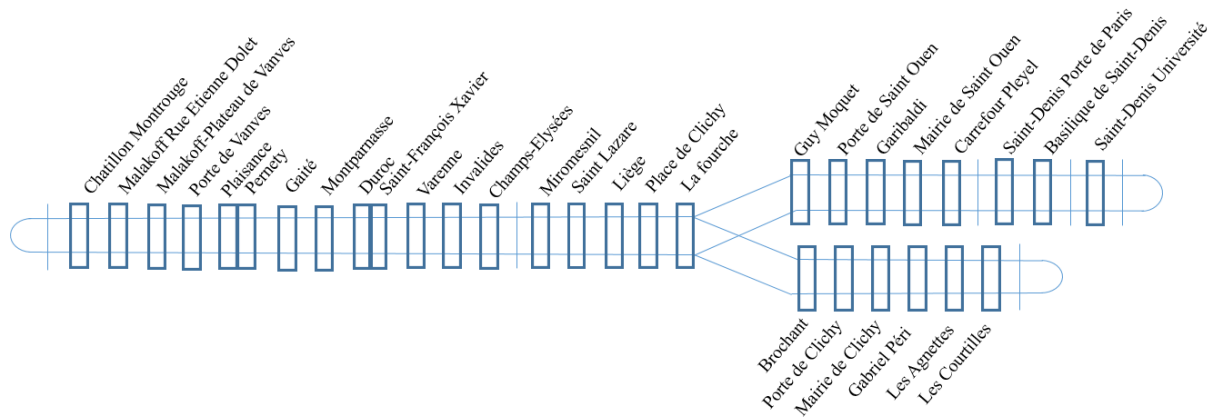 Chatillon Montrouge
Malakoff Rue Etienne Dolet
Malakoff-Plateau de Vanves
Porte de Vanves
Plaisance
Pernety
Gaité
Montparnasse
Duroc
Saint-François Xavier
Varenne
Invalides
Champs-Elysées
Miromesnil
Saint Lazare
Liège
Place de Clichy
La fourche
Guy Moquet
Porte de Saint Ouen
Garibaldi
Mairie de Saint Ouen
Carrefour Pleyel
Saint-Denis Porte de Paris
Basilique de Saint-Denis
Saint-Denis Université
Brochant
Porte de Clichy
Mairie de Clichy
Gabriel Péri
Les Agnettes
Les Courtilles